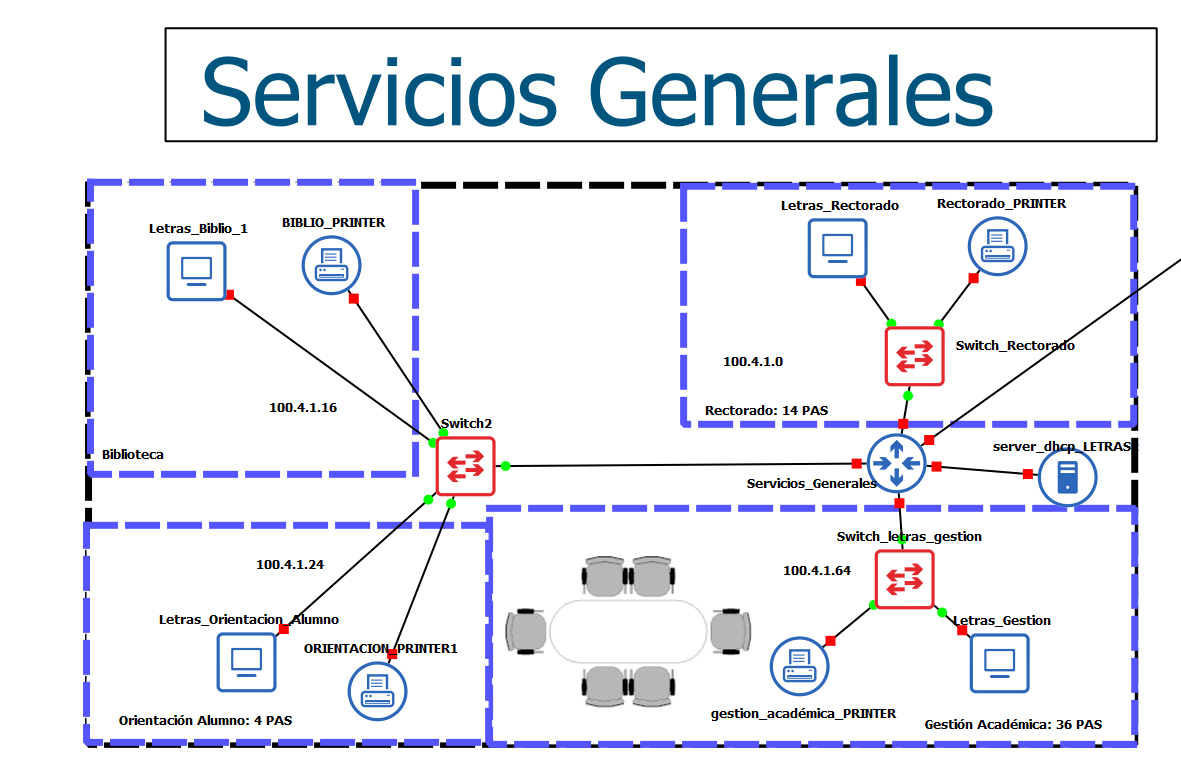 Servicios Generales
Letras_Biblio_1
BIBLIO_PRINTER
Letras_Rectorado
Rectorado_PRINTER
100.4.1.0
Switch_Rectorado
Rectorado: 14 PAS
100.4.1.16
Switch2
Biblioteca
server_dhcp_LETRAS
Servicios_Generales
Switch_letras_gestion
100.4.1.24
100.4.1.64
Letras_Orientacion_Alumno
Letras_Gestion
ORIENTACION_PRINTER1
gestion_académica_PRINTER
Orientación Alumno: 4 PAS
Gestión Académica: 36 PAS